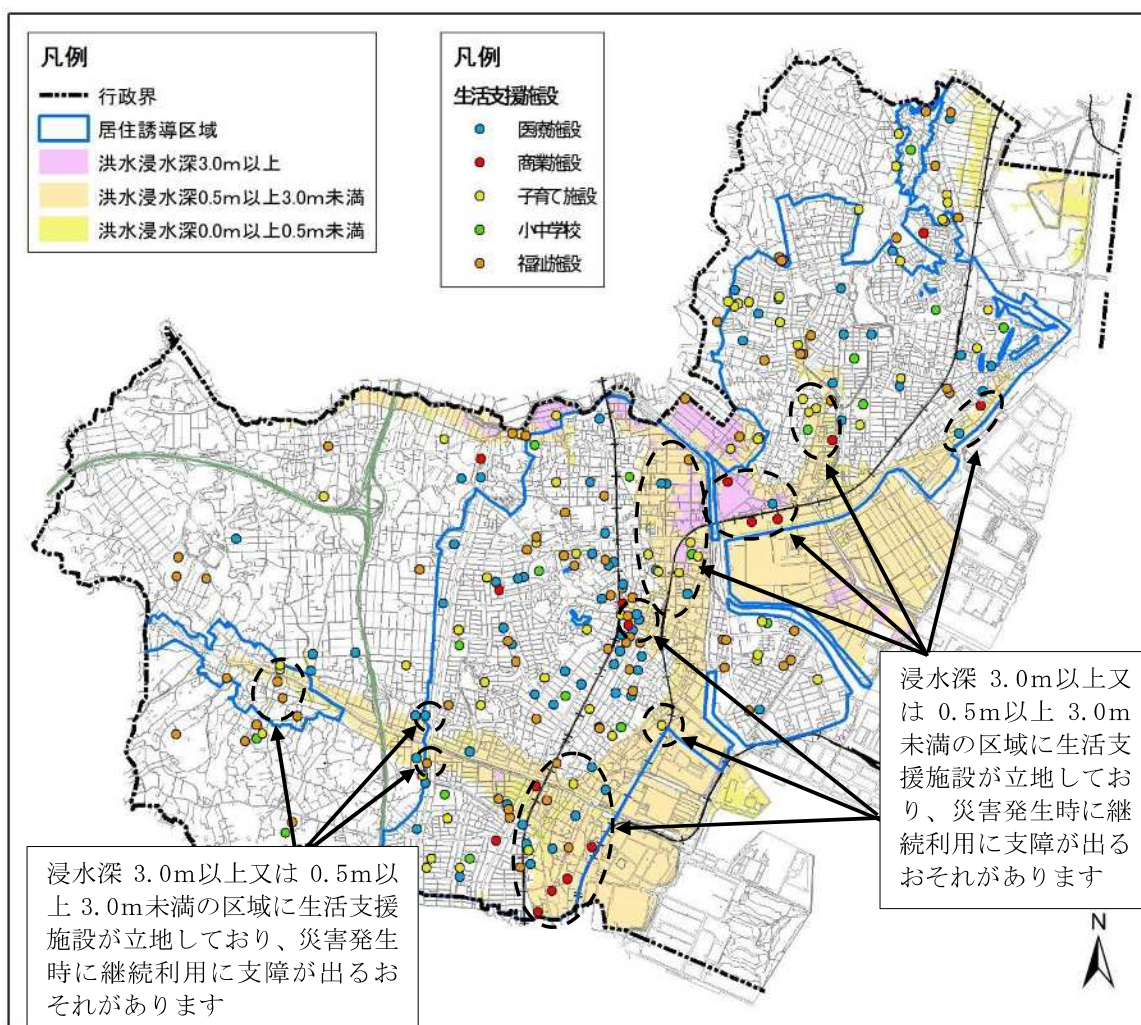 凡例
行政界
居住誘導区域
洪水浸水深3.0m以上
洪水浸水深0.5m以上3.0m未満
洪水浸水深0.0m以上0.5m未満
凡例
生活支援施設
医療施設
商業施設
子育て施設
小中学校
福祉施設
浸水深 3.0m以上又
は 0.5m以上 3.0m
未満の区域に生活支
援施設が立地してお
り、災害発生時に継
続利用に支障が出る
おそれがあります
浸水深 3.0m以上又は 0.5m以
上 3.0m未満の区域に生活支援
施設が立地しており、災害発生
時に継続利用に支障が出るお
それがあります
N